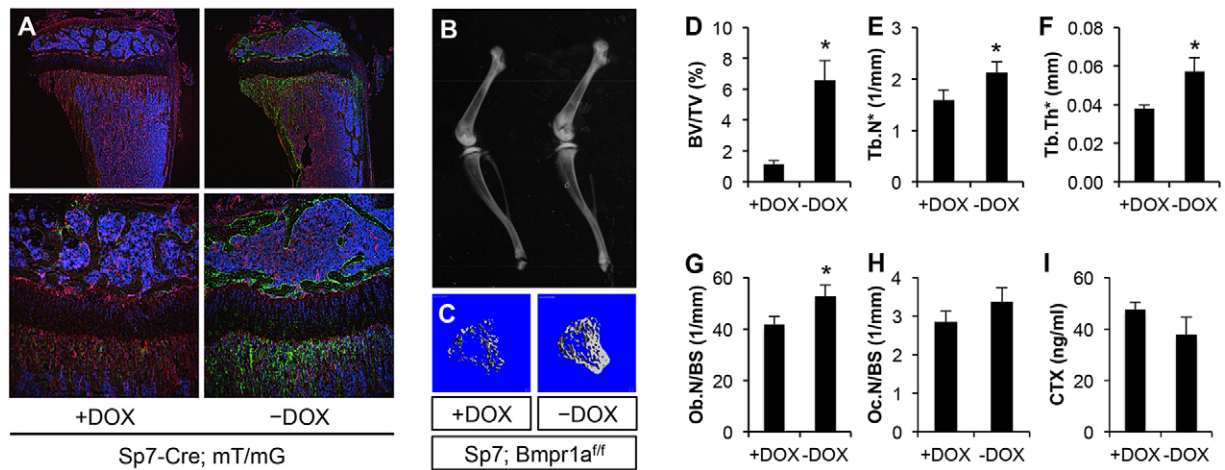 A
+DOX
−DOX
Sp7-Cre; mT/mG
B
C
+DOX
−DOX
Sp7; Bmpr1af/f
D
BV/TV (%)
10
8
6
4
2
0
*
+DOX -DOX
E
Tb.N* (1/mm)
3
2
1
0
*
+DOX -DOX
F
Tb.Th* (mm)
0.08
0.06
0.04
0.02
0.00
*
+DOX -DOX
G
Ob.N/BS (1/mm)
60
40
20
0
*
+DOX -DOX
H
Oc.N/BS (1/mm)
4
3
2
1
0
+DOX -DOX
I
CTX (ng/ml)
60
40
20
0
+DOX -DOX